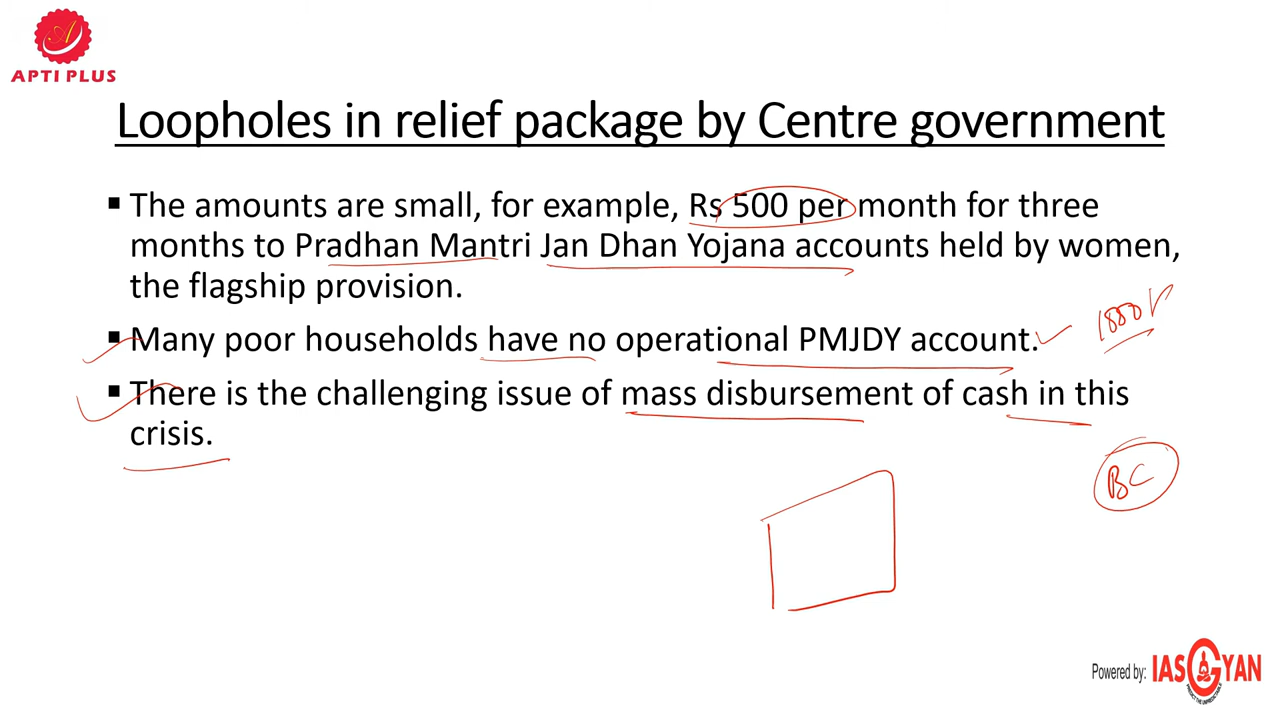 APTI PLUS
Loopholes in relief package by Centre government
▪ The amounts are small, for example, Rs 500 per month for three
months to Pradhan Mantri Jan Dhan Yojana accounts held by women,
the flagship provision.
▪ Many poor households have no operational PMJDY account.
▪ There is the challenging issue of mass disbursement of cash in this
crisis.
BC
Powered by: IAS GYAN